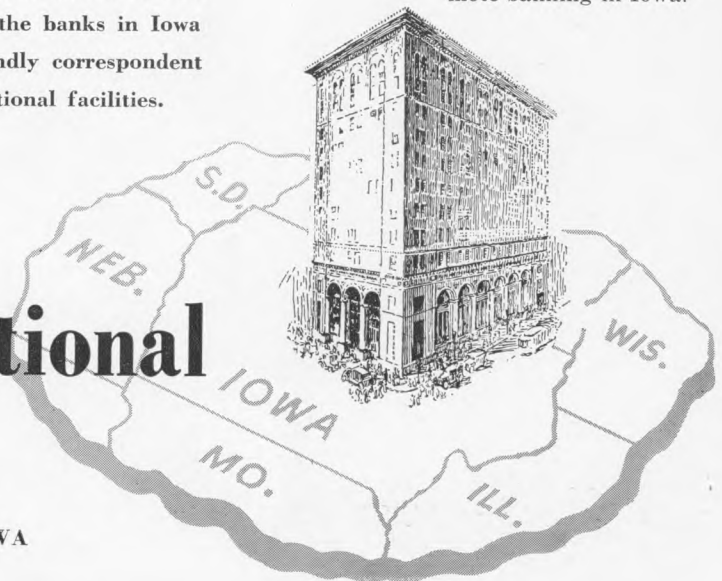 the banks in Iowa
ndly correspondent
tional facilities.
S.D.
NEB.
tional
WIS.
IOWA
MO.
ILL.
VA